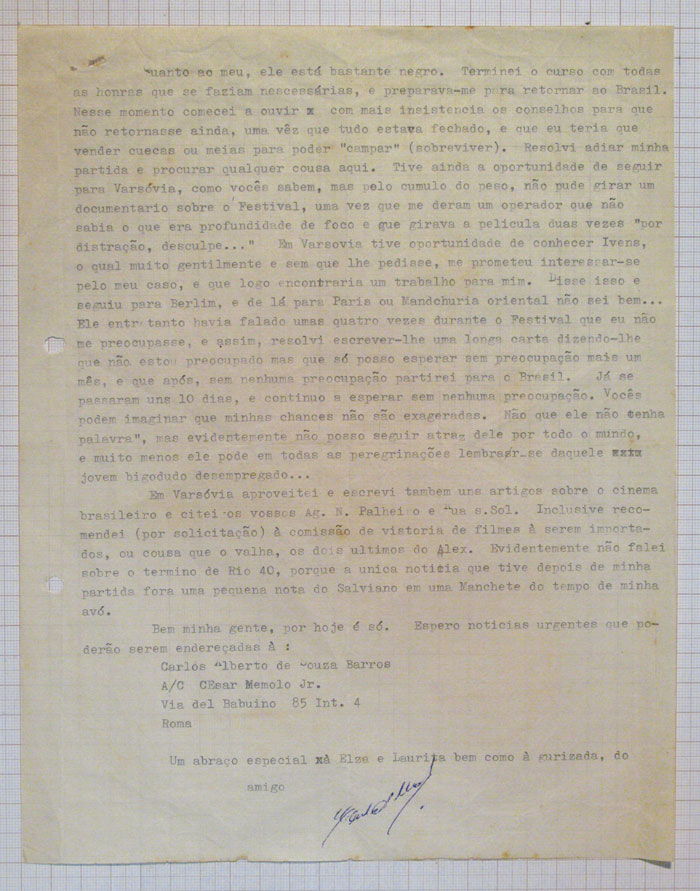 uanto ao meu, ele está bastante negro. Terminei o curso com todas
as honras que se faziam nescessárias, e preparava-me para retornar ao Brasil.
Nesse momento comecei a ouvir x com mais insistencia os conselhos para que
não retornasse ainda, uma vêz que tudo estava fechado, e que eu teria que
vender cuecas ou meias para poder "campar" (sobreviver). Resolvi adiar minha
partida e procurar qualquer cousa aqui. Tive ainda a oportunidade de seguir
para Varsóvia, como vocês sabem, mas pelo cumulo do peso, não pude girar um
documentario sobre o Festival, uma vez que me deram um operador que não
sabia o que era profundidade de foco e que girava a pelicula duas vezes "por
distração, desculpe..." Em Varsovia tive oportunidade de conhecer Ivens,
o qual muito gentilmente e sem que lhe pedisse, me prometeu interessar-se
pelo meu caso, e que logo encontraria um trabalho para mim. Disse isso e
seguiu para Berlim, e de lá para Paris ou Mandchuria oriental não sei bem...
Ele entretanto havia falado umas quatro vezes durante o Festival que eu não
me preocupasse, e assim, resolvi escrever-lhe uma longa carta dizendo-lhe
que não estou preocupado mas que só posso esperar sem preocupação mais um
mês, e que após, sem nenhuma preocupação partirei para o Brasil. Já se
passaram uns 10 dias, e continuo a esperar sem nenhuma preocupação. Vocês
podem imaginar que minhas chances não são exageradas. Não que ele não tenha
palavra", mas evidentemente não posso seguir atraz dele por todo o mundo,
e muito menos ele pode em todas as peregrinações lembrar-se daquele xxtx
jovem bigodudo desempregado...
Em Varsóvia aproveitei e escrevi tambem uns artigos sobre o cinema
brasileiro e citei os vossos Ag. N. Palheiro e Rua s.Sol. Inclusive reco-
mendei (por solicitação) à comissão de vistoria de filmes à serem importa-
dos, ou cousa que o valha, os dois ultimos do Alex. Evidentemente não falei
sobre o termino de Rio 40, porque a unica noticia que tive depois de minha
partida fora uma pequena nota do Salviano em uma Manchete do tempo de minha
avó.
Bem minha gente, por hoje é só. Espero noticias urgentes que po-
derão serem endereçadas à :
Carlos Alberto de Souza Barros
A/C CEsar Memolo Jr.
Via del Babuino 85 Int. 4
Roma
Um abraço especial xà Elza e Laurita bem como à gurizada, do
amigo